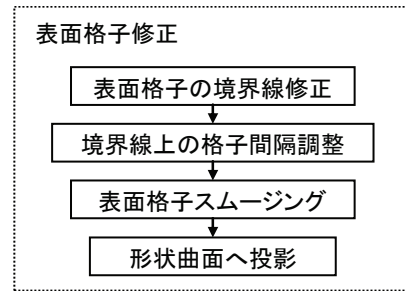 表面格子修正
表面格子の境界線修正
境界線上の格子間隔調整
表面格子スムージング
形状曲面へ投影